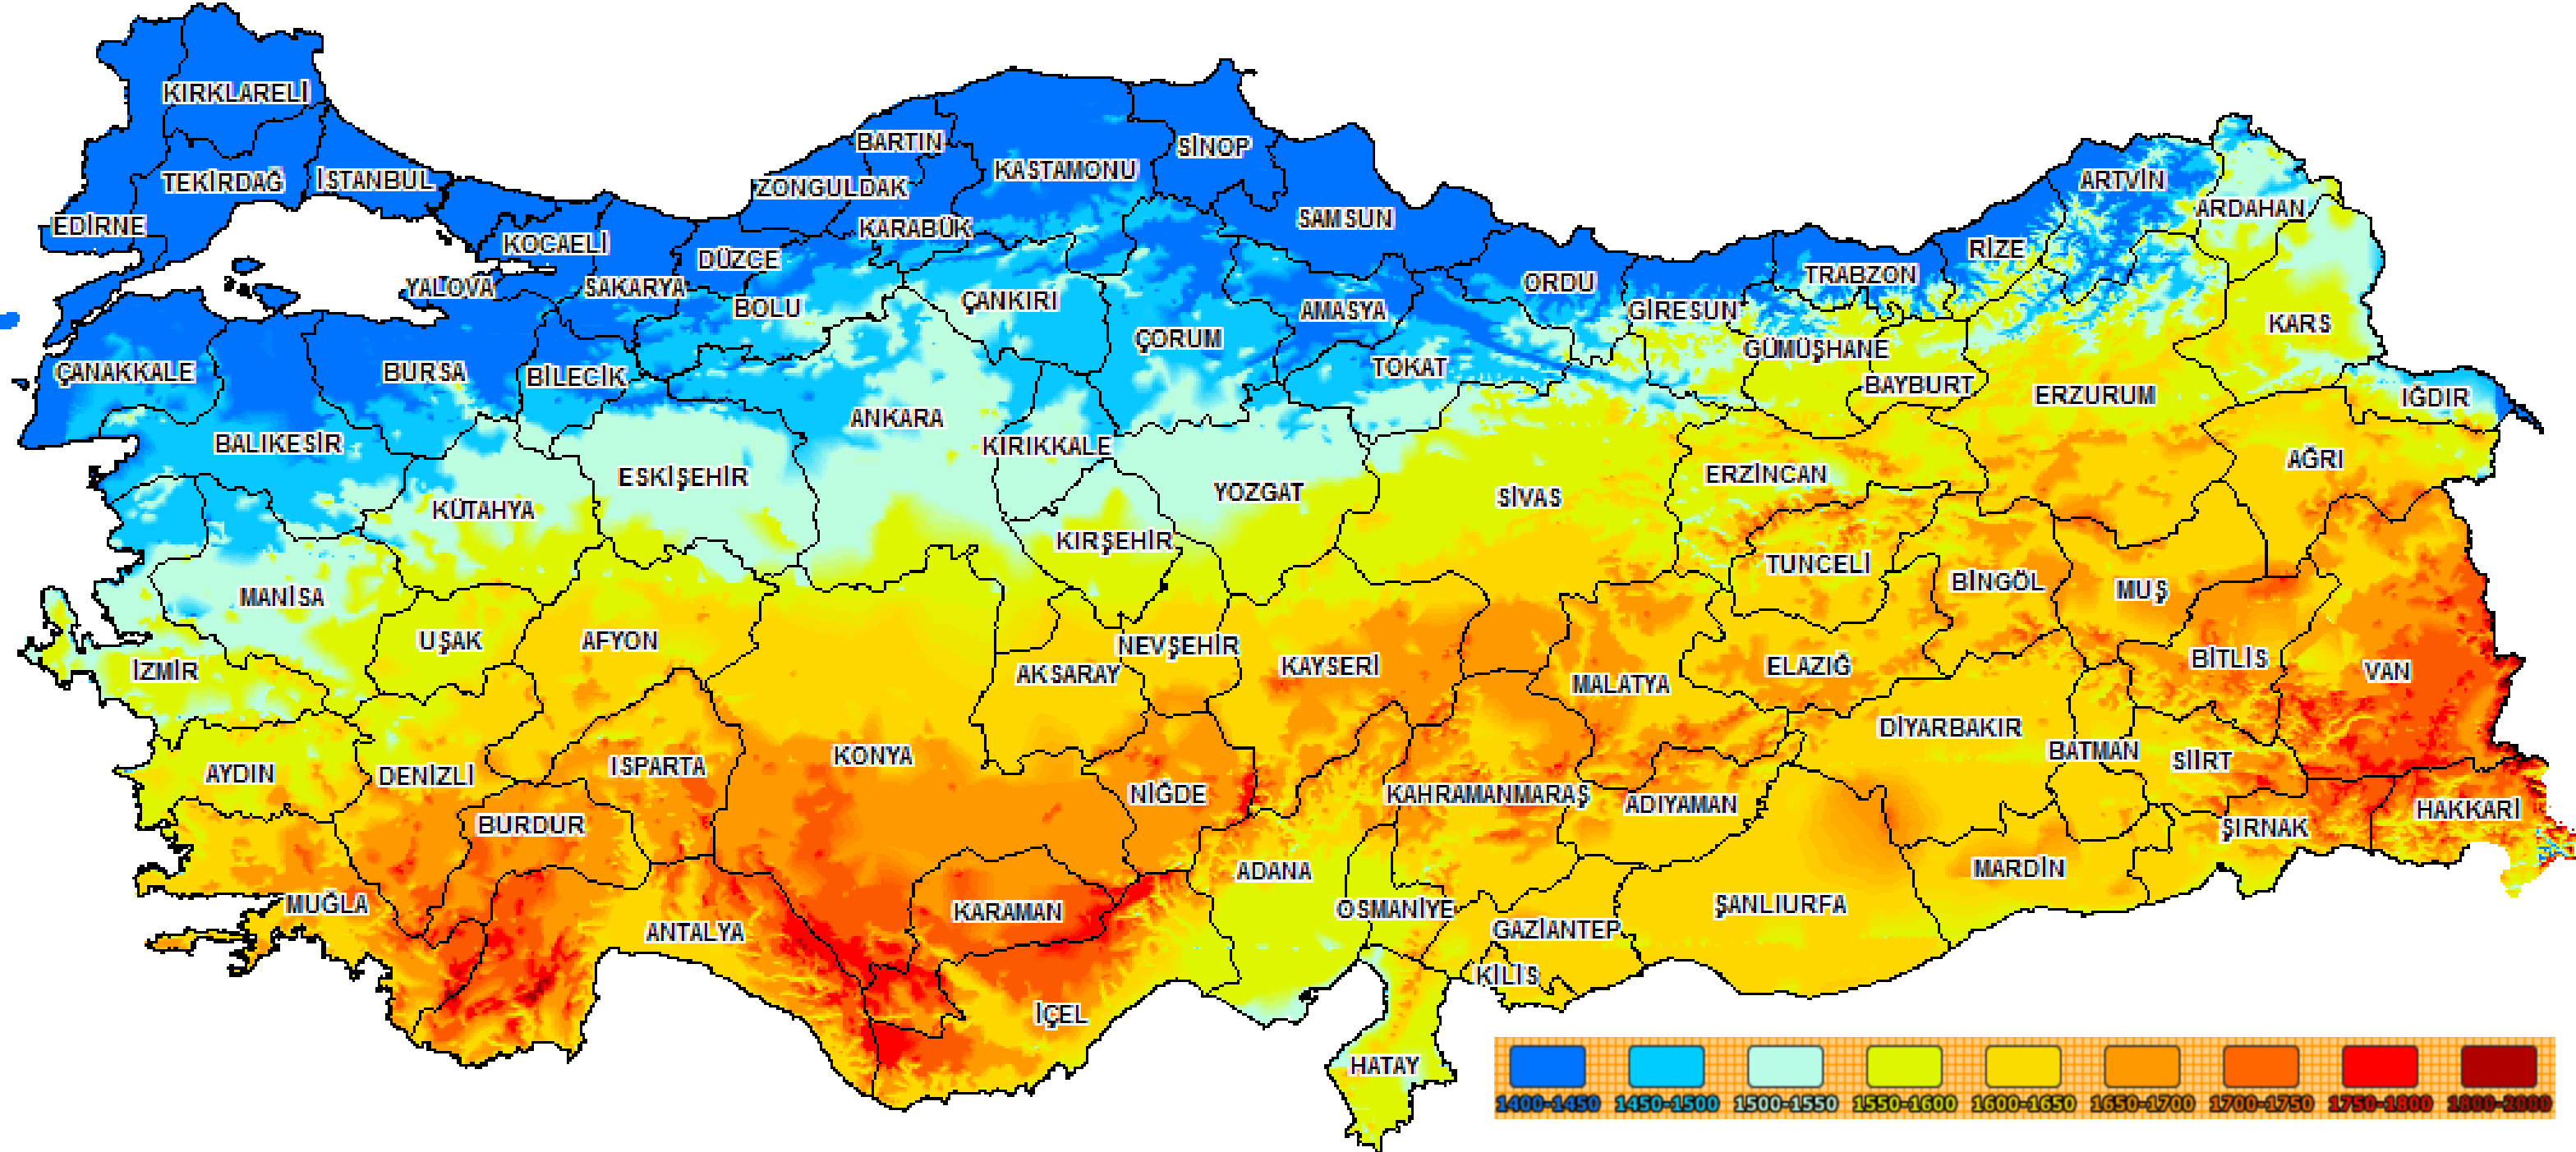 KIRKLARELİ
BARTIN
SİNOP
KASTAMONU
ARTVİN
TEKİRDAĞ
İSTANBUL
ZONGULDAK
ARDAHAN
SAMSUN
EDİRNE
KARABÜK
KOCAELİ
RİZE
DÜZCE
TRABZON
ORDU
YALOVA
SAKARYA
ÇANKIRI
BOLU
AMASYA
GİRESUN
KARS
ÇORUM
GÜMÜŞHANE
TOKAT
ÇANAKKALE
BURSA
BİLECİK
BAYBURT
ERZURUM
IĞDIR
ANKARA
BALIKESİR
KIRIKKALE
AĞRI
ESKİŞEHİR
ERZİNCAN
YOZGAT
SİVAS
KÜTAHYA
KIRŞEHİR
TUNCELİ
BİNGÖL
MUŞ
MANİSA
UŞAK
AFYON
NEVŞEHİR
BİTLİS
İZMİR
AKSARAY
KAYSERİ
ELAZIĞ
VAN
MALATYA
DİYARBAKIR
BATMAN
KONYA
SİİRT
ISPARTA
AYDIN
DENİZLİ
NİĞDE
KAHRAMANMARAŞ
ADIYAMAN
HAKKARİ
BURDUR
ŞIRNAK
MARDİN
ADANA
MUĞLA
ŞANLIURFA
KARAMAN
OSMANİYE
ANTALYA
GAZİANTEP
KİLİS
İÇEL
HATAY
1400-1450 1450-1500 1500-1550 1550-1600 1600-1650 1650-1700 1700-1750 1750-1800 1800-2000